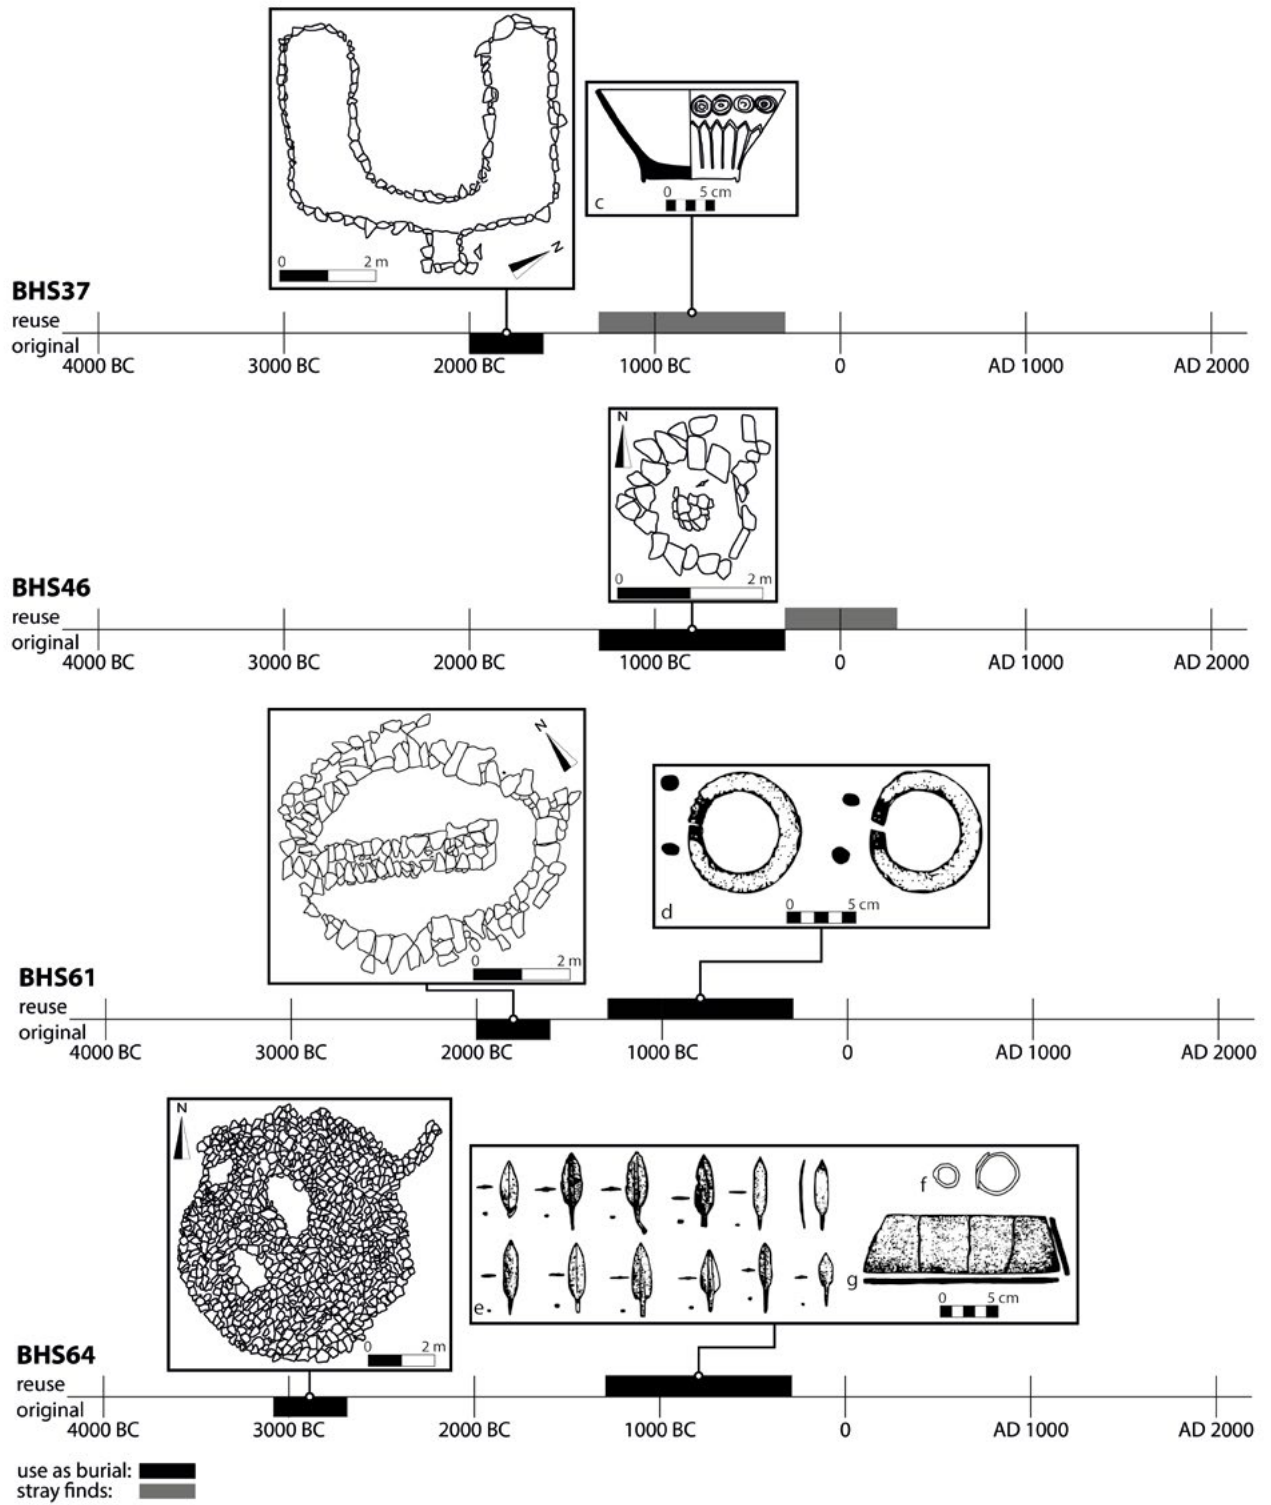 0 2 m
N
c
0 5 cm
BHS37
reuse
original
4000 BC 3000 BC 2000 BC 1000 BC 0 AD 1000 AD 2000
N
0 2 m
BHS46
reuse
original
4000 BC 3000 BC 2000 BC 1000 BC 0 AD 1000 AD 2000
N
0 2 m
d
0 5 cm
BHS61
reuse
original
4000 BC 3000 BC 2000 BC 1000 BC 0 AD 1000 AD 2000
N
0 2 m
e
f
g
0 5 cm
BHS64
reuse
original
4000 BC 3000 BC 2000 BC 1000 BC 0 AD 1000 AD 2000
use as burial:
stray finds: